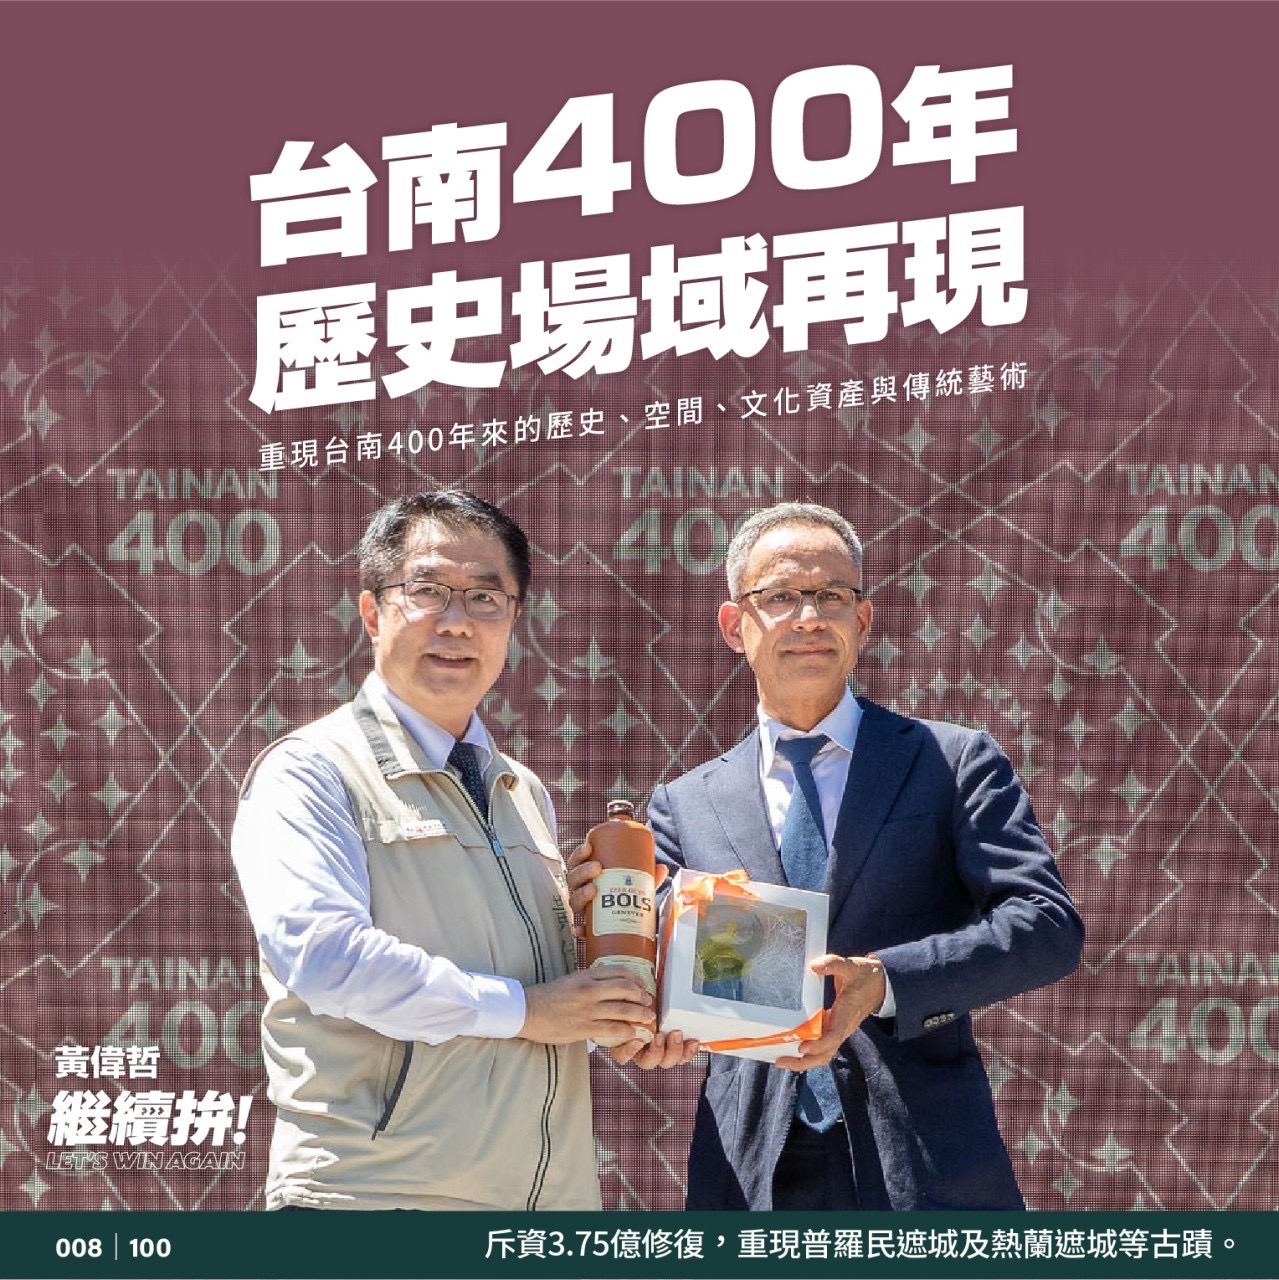 台南400年
歷史場域再現
重現台南400年來的歷史、空間、文化資產與傳統藝術
TAINAN
400
TAINAN
40
TAINAN
400
BOLS
GENEVER
TAINAN
400
TAINA
400
黃偉哲
繼續拚!
LET'S WIN AGAIN
008｜100
斥資3.75億修復，重現普羅民遮城及熱蘭遮城等古蹟。